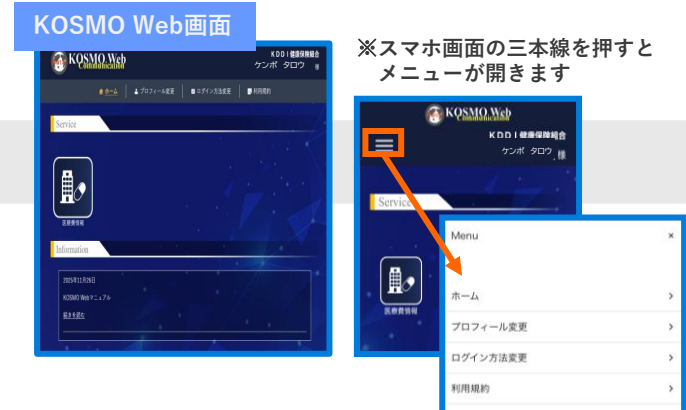 KOSMO Web画面
KOSMO Web
Communication
KDDI健康保険組合
ケンポ タロウ 様
ホーム
プロフィール変更
ログイン方法変更
利用規約
Service
医療費情報
Information
2025年11月26日
KOSMO Webマニュアル
続きを読む
※スマホ画面の三本線を押すと
メニューが開きます
KOSMO Web
Communication
KDDI健康保険組合
ケンポ タロウ 様
Service
医療費情報
Menu ×
ホーム >
プロフィール変更 >
ログイン方法変更 >
利用規約 >